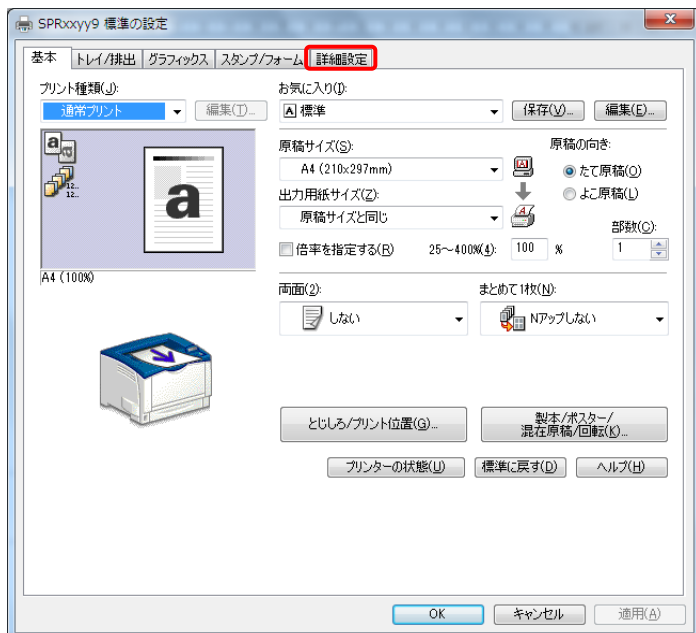 SPRxxyy9 標準の設定
基本 トレイ/排出 グラフィックス スタンプ/フォーム 詳細設定
プリント種類(J):
通常プリント 編集(T)...
お気に入り(I):
A 標準 保存(V)... 編集(E)...
原稿サイズ(S):
A4 (210x297mm)
原稿の向き:
たて原稿(O)
よこ原稿(L)
出力用紙サイズ(Z):
原稿サイズと同じ
部数(C):
倍率を指定する(R) 25～400%(4): 100 % 1
A4 (100%)
両面(2):
しない
まとめて1枚(N):
Nアップしない
とじしろ/プリント位置(G)...
製本/ポスター/
混在原稿/回転(K)...
プリンターの状態(U) 標準に戻す(D) ヘルプ(H)
OK キャンセル 適用(A)